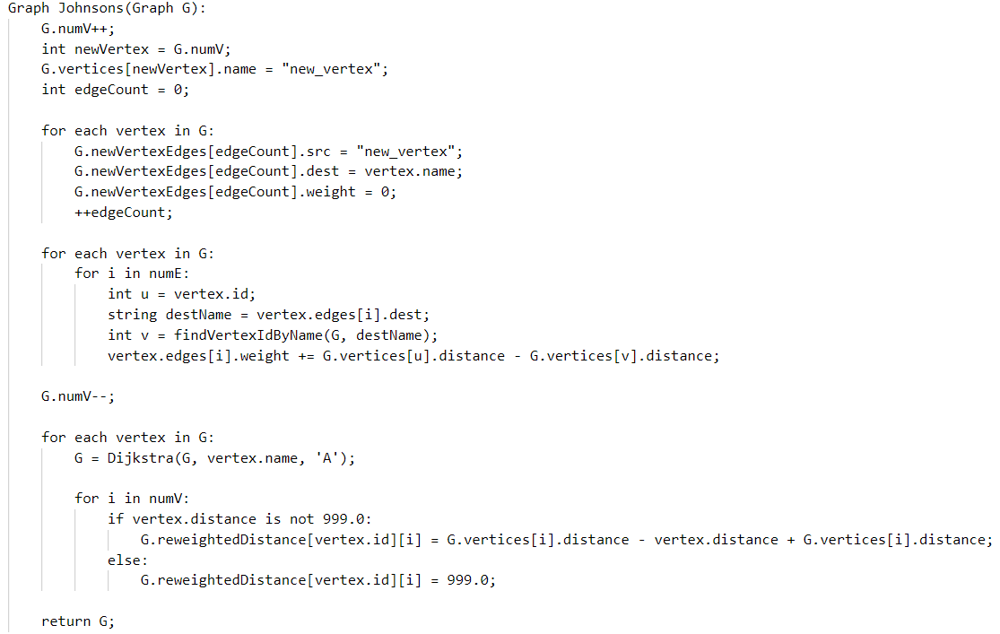 Graph Johnsons(Graph G):
    G.numV++;
    int newVertex = G.numV;
    G.vertices[newVertex].name = "new_vertex";
    int edgeCount = 0;

    for each vertex in G:
        G.newVertexEdges[edgeCount].src = "new_vertex";
        G.newVertexEdges[edgeCount].dest = vertex.name;
        G.newVertexEdges[edgeCount].weight = 0;
        ++edgeCount;

    for each vertex in G:
        for i in numE:
            int u = vertex.id;
            string destName = vertex.edges[i].dest;
            int v = findVertexIdByName(G, destName);
            vertex.edges[i].weight += G.vertices[u].distance - G.vertices[v].distance;

    G.numV--;

    for each vertex in G:
        G = Dijkstra(G, vertex.name, 'A');

        for i in numV:
            if vertex.distance is not 999.0:
                G.reweightedDistance[vertex.id][i] = G.vertices[i].distance - vertex.distance + G.vertices[i].distance;
            else:
                G.reweightedDistance[vertex.id][i] = 999.0;

    return G;